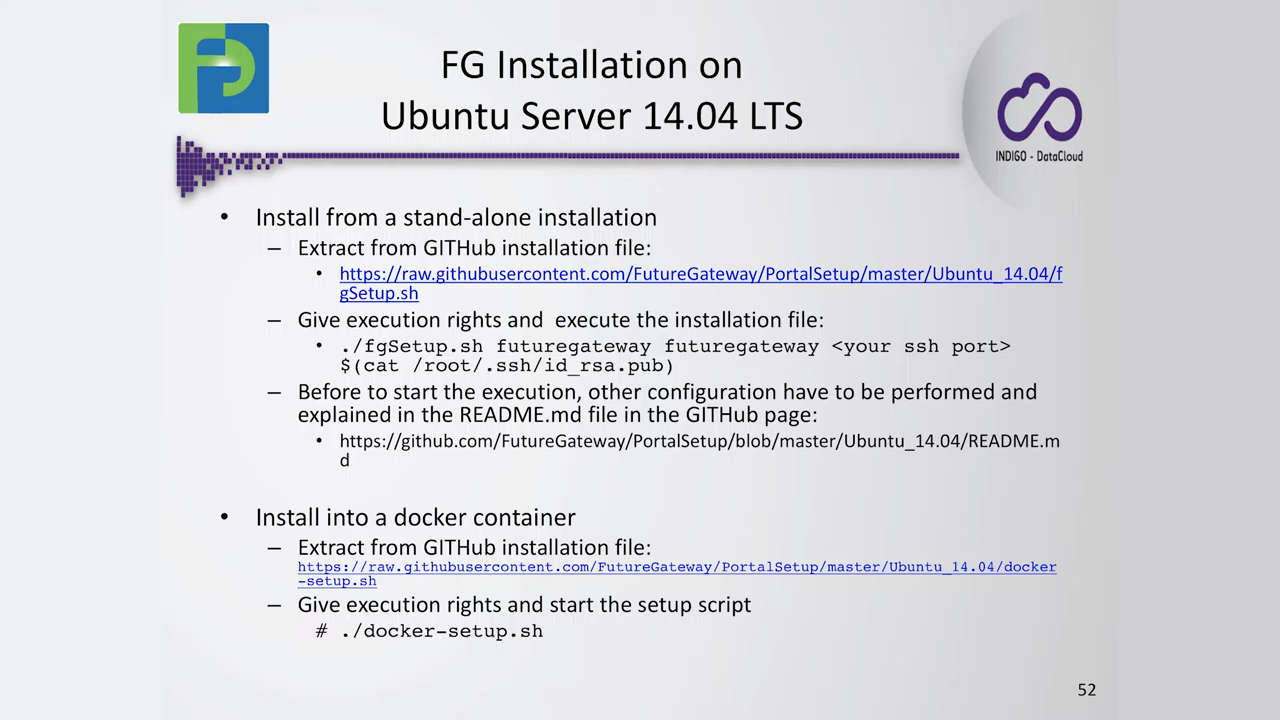 FG Installation on
Ubuntu Server 14.04 LTS
INDIGO - DataCloud
• Install from a stand-alone installation
– Extract from GITHub installation file:
• https://raw.githubusercontent.com/FutureGateway/PortalSetup/master/Ubuntu_14.04/f
gSetup.sh
– Give execution rights and  execute the installation file:
• ./fgSetup.sh futuregateway futuregateway <your ssh port>
$(cat /root/.ssh/id_rsa.pub)
– Before to start the execution, other configuration have to be performed and
explained in the README.md file in the GITHub page:
• https://github.com/FutureGateway/PortalSetup/blob/master/Ubuntu_14.04/README.m
d
• Install into a docker container
– Extract from GITHub installation file:
https://raw.githubusercontent.com/FutureGateway/PortalSetup/master/Ubuntu_14.04/docker
-setup.sh
– Give execution rights and start the setup script
# ./docker-setup.sh
52